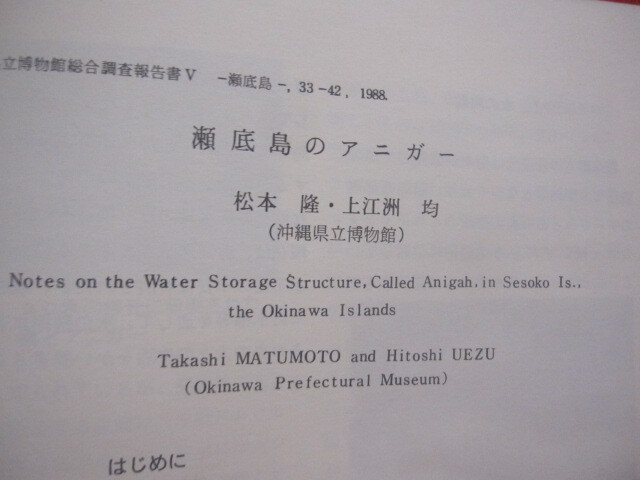 立博物館総合調査報告書Ⅴ －瀬底島－, 33－42, 1988.
瀬底島のアニガー
松本 隆・上江洲 均
(沖縄県立博物館)
Notes on the Water Storage Structure, Called Anigah, in Sesoko Is.,
the Okinawa Islands
Takashi MATUMOTO and Hitoshi UEZU
(Okinawa Prefectural Museum)
はじめに